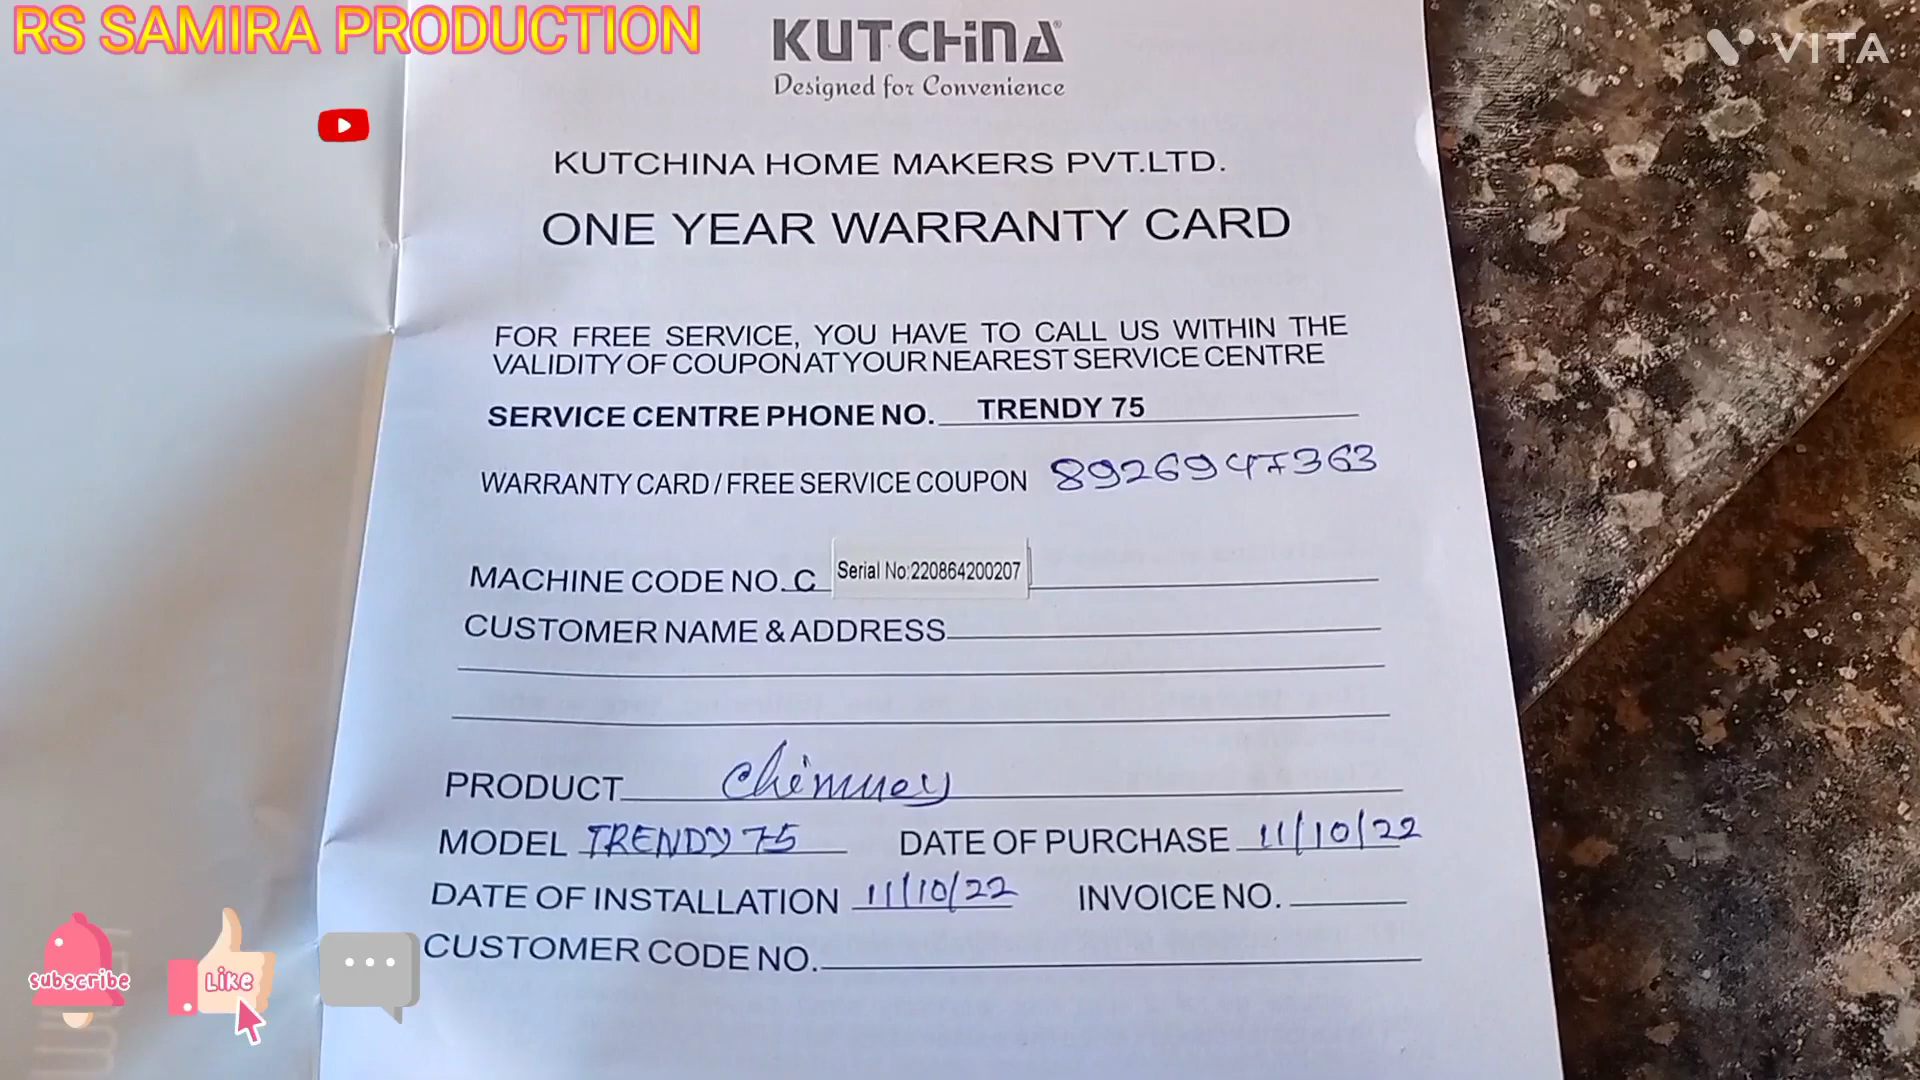 RS SAMIRA PRODUCTION
KUTCHINA®
VITA
Designed for Convenience
KUTCHINA HOME MAKERS PVT.LTD.
ONE YEAR WARRANTY CARD
FOR FREE SERVICE, YOU HAVE TO CALL US WITHIN THE
VALIDITY OF COUPON AT YOUR NEAREST SERVICE CENTRE
SERVICE CENTRE PHONE NO. TRENDY 75
WARRANTY CARD / FREE SERVICE COUPON 8926947363
MACHINE CODE NO. C Serial No:220864200207
CUSTOMER NAME & ADDRESS
PRODUCT Chimney
MODEL TRENDY 75 DATE OF PURCHASE 11/10/22
DATE OF INSTALLATION 11/10/22 INVOICE NO.
CUSTOMER CODE NO.
subscribe
Like